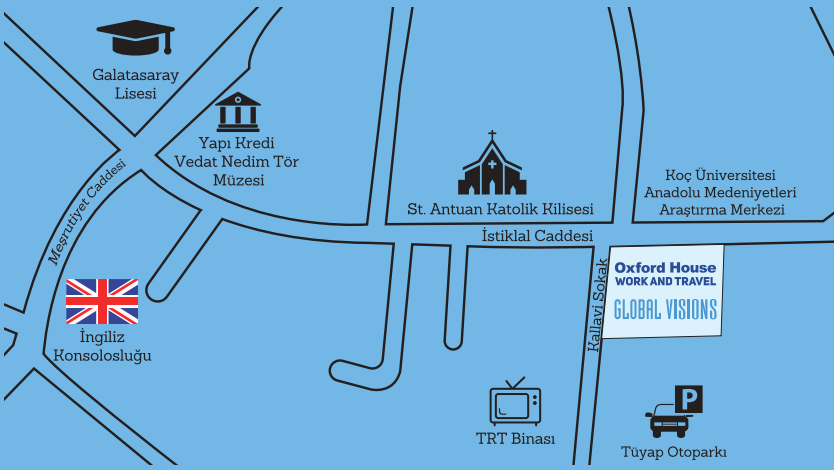 Galatasaray
Lisesi
Yapı Kredi
Vedat Nedim Tör
Müzesi
Meşrutiyet Caddesi
St. Antuan Katolik Kilisesi
Koç Üniversitesi
Anadolu Medeniyetleri
Araştırma Merkezi
İstiklal Caddesi
Kallavi Sokak
Oxford House
WORK AND TRAVEL
GLOBAL VISIONS
İngiliz
Konsolosluğu
TRT Binası
P
Tüyap Otoparkı